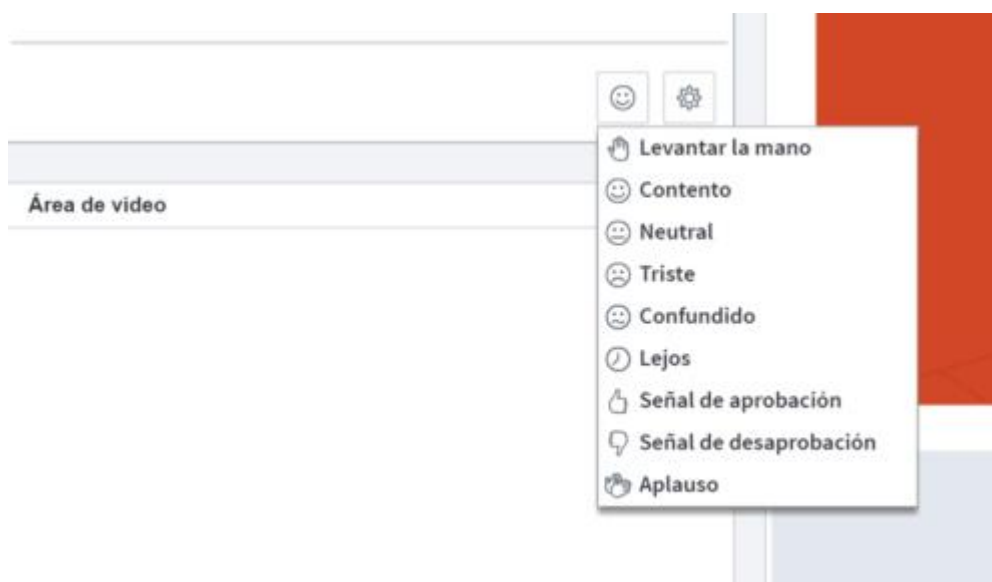 Levantar la mano
Contento
Área de video
Neutral
Triste
Confundido
Lejos
Señal de aprobación
Señal de desaprobación
Aplauso